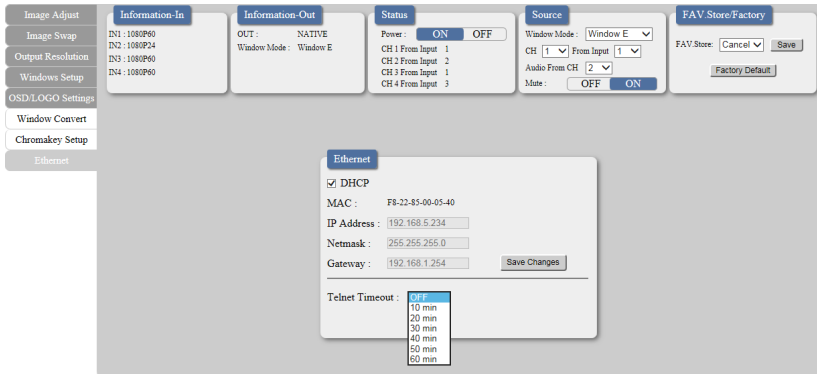 Image Adjust
Image Swap
Output Resolution
Windows Setup
OSD/LOGO Settings
Window Convert
Chromakey Setup
Ethernet
Information-In
IN1 : 1080P60
IN2 : 1080P24
IN3 : 1080P60
IN4 : 1080P60
Information-Out
OUT : NATIVE
Window Mode : Window E
Status
Power : ON OFF
CH 1 From Input 1
CH 2 From Input 2
CH 3 From Input 1
CH 4 From Input 3
Source
Window Mode : Window E
CH 1 From Input 1
Audio From CH 2
Mute : OFF ON
FAV.Store/Factory
FAV.Store: Cancel Save
Factory Default
Ethernet
DHCP
MAC : F8-22-85-00-05-40
IP Address : 192.168.5.234
Netmask : 255.255.255.0
Gateway : 192.168.1.254 Save Changes
Telnet Timeout : OFF
10 min
20 min
30 min
40 min
50 min
60 min